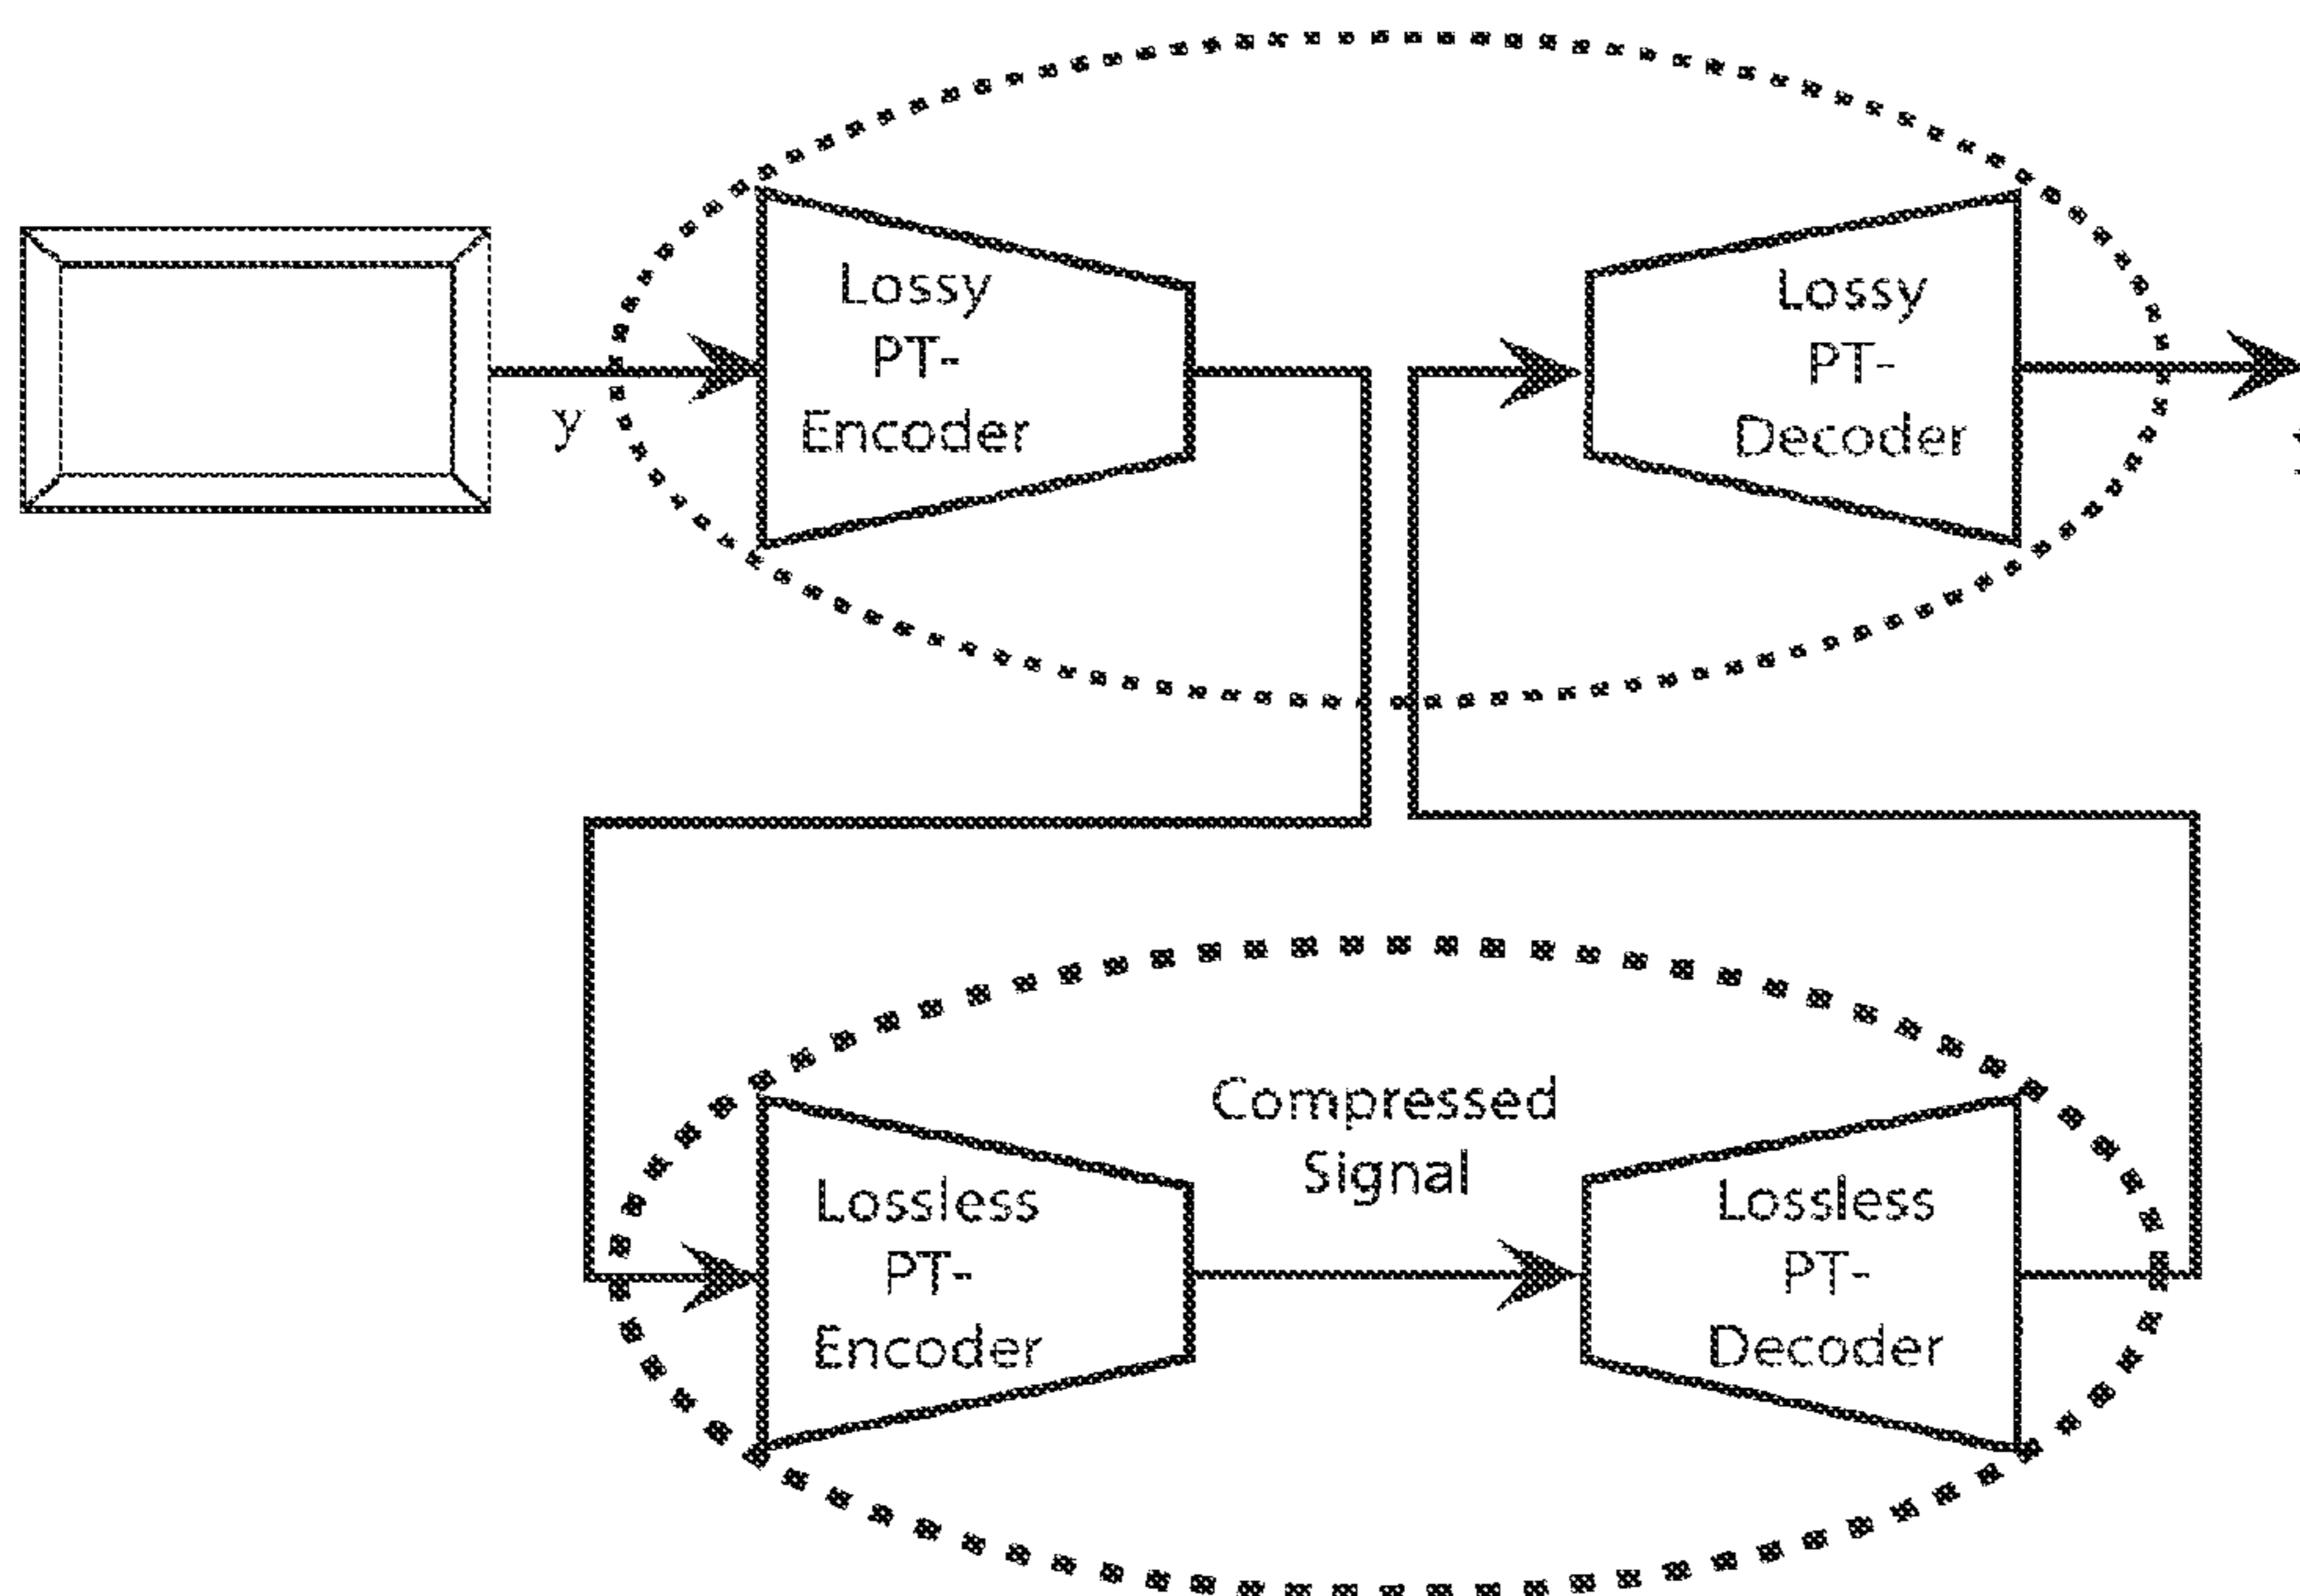 Lossy
PT-
Encoder
Lossy
PT-
Decoder
y
Compressed
Signal
Lossless
PT-
Encoder
Lossless
PT-
Decoder